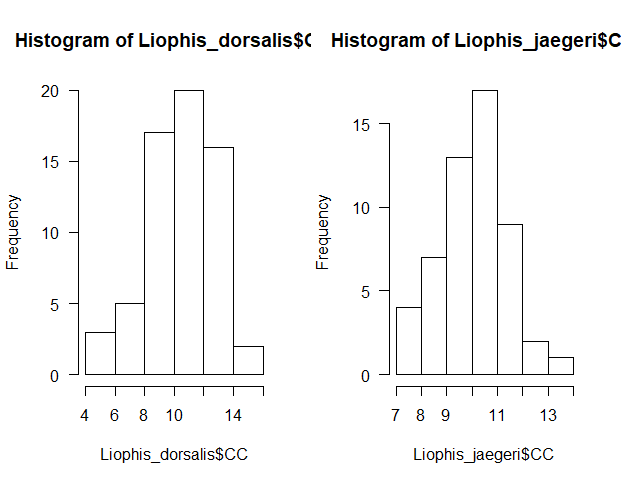 Histogram of Liophis_dorsalis$C
Frequency
20
15
10
5
0
4 6 8 10 14
Liophis_dorsalis$CC
Histogram of Liophis_jaegeri$C
Frequency
15
10
5
0
7 8 9 11 13
Liophis_jaegeri$CC